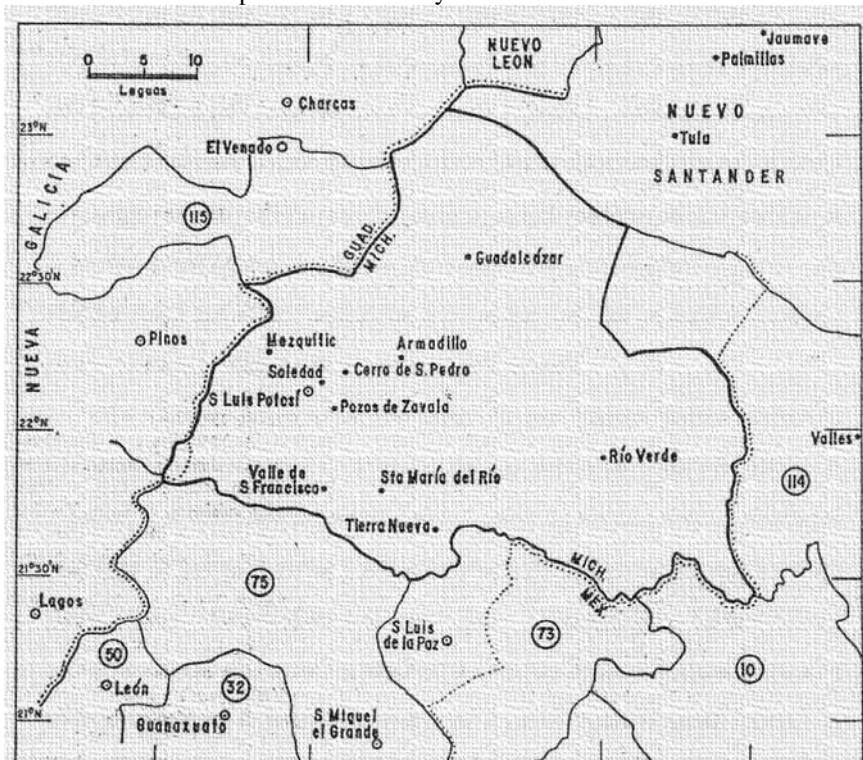 NUEVO
LEON
Jaumave
Palmillas
0 5 10
Leguas
Charcas
NUEVO
23°N
El Venado
Tula
SANTANDER
GALICIA
115
GUAD.
MICH.
Guadalcázar
22°30'N
NUEVA
Pinos
Mezquitic
Armadillo
Soledad
Cerro de S. Pedro
S Luis Potosí
Pozos de Zavala
22°N
Valles
Río Verde
Valle de
S Francisco
Sta María del Río
114
Tierra Nueva
MICH.
MEX.
21°30'N
75
Lagos
S Luis
de la Paz
73
50
10
León
32
Guanaxuato
21°N
S Miguel
el Grande